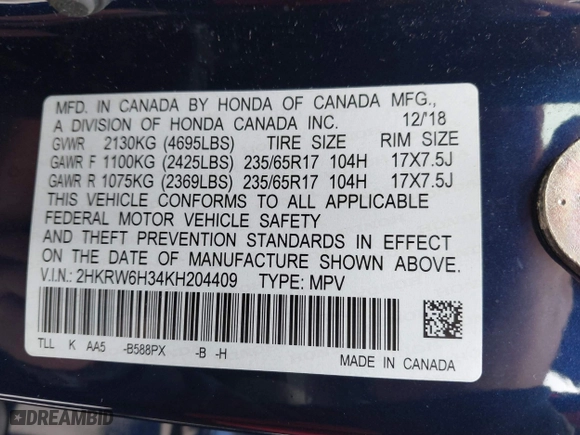 MFD. IN CANADA BY HONDA OF CANADA MFG.,
A DIVISION OF HONDA CANADA INC. 12/'18
GVWR 2130KG (4695LBS) TIRE SIZE RIM SIZE
GAWR F 1100KG (2425LBS) 235/65R17 104H 17X7.5J
GAWR R 1075KG (2369LBS) 235/65R17 104H 17X7.5J
THIS VEHICLE CONFORMS TO ALL APPLICABLE
FEDERAL MOTOR VEHICLE SAFETY
AND THEFT PREVENTION STANDARDS IN EFFECT
ON THE DATE OF MANUFACTURE SHOWN ABOVE.
V.I.N.: 2HKRW6H34KH204409 TYPE: MPV
TLL K AA5 -B588PX -B -H
MADE IN CANADA
DREAMBID